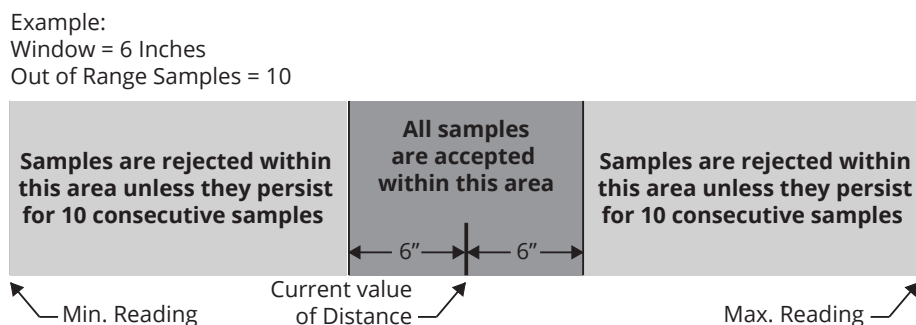 Example:
Window = 6 Inches
Out of Range Samples = 10
Samples are rejected within
this area unless they persist
for 10 consecutive samples
All samples
are accepted
within this area
6”
6”
Samples are rejected within
this area unless they persist
for 10 consecutive samples
Min. Reading
Current value
of Distance
Max. Reading